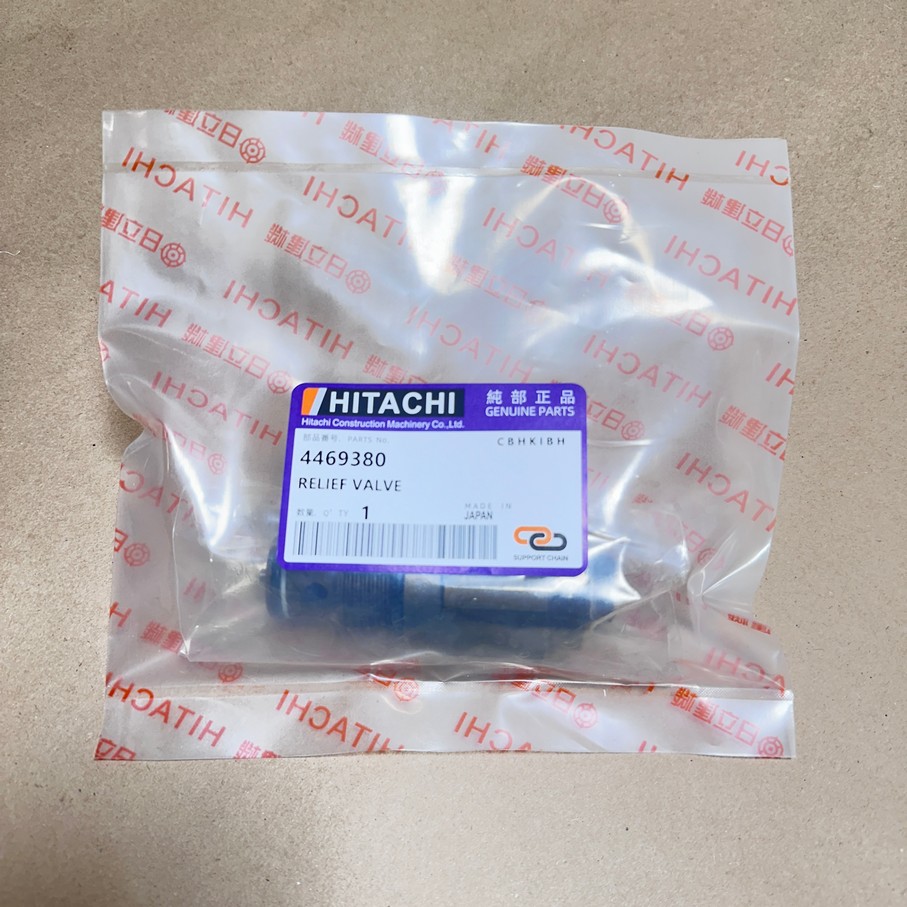 HITACHI
Hitachi Construction Machinery Co.,Ltd.
純部正品
GENUINE PARTS
部品番号. PARTS No.
CBHKIBH
4469380
RELIEF VALVE
数量. Q'TY 1
MADE IN
JAPAN
SUPPORT CHAIN
日立重機
HITACHI